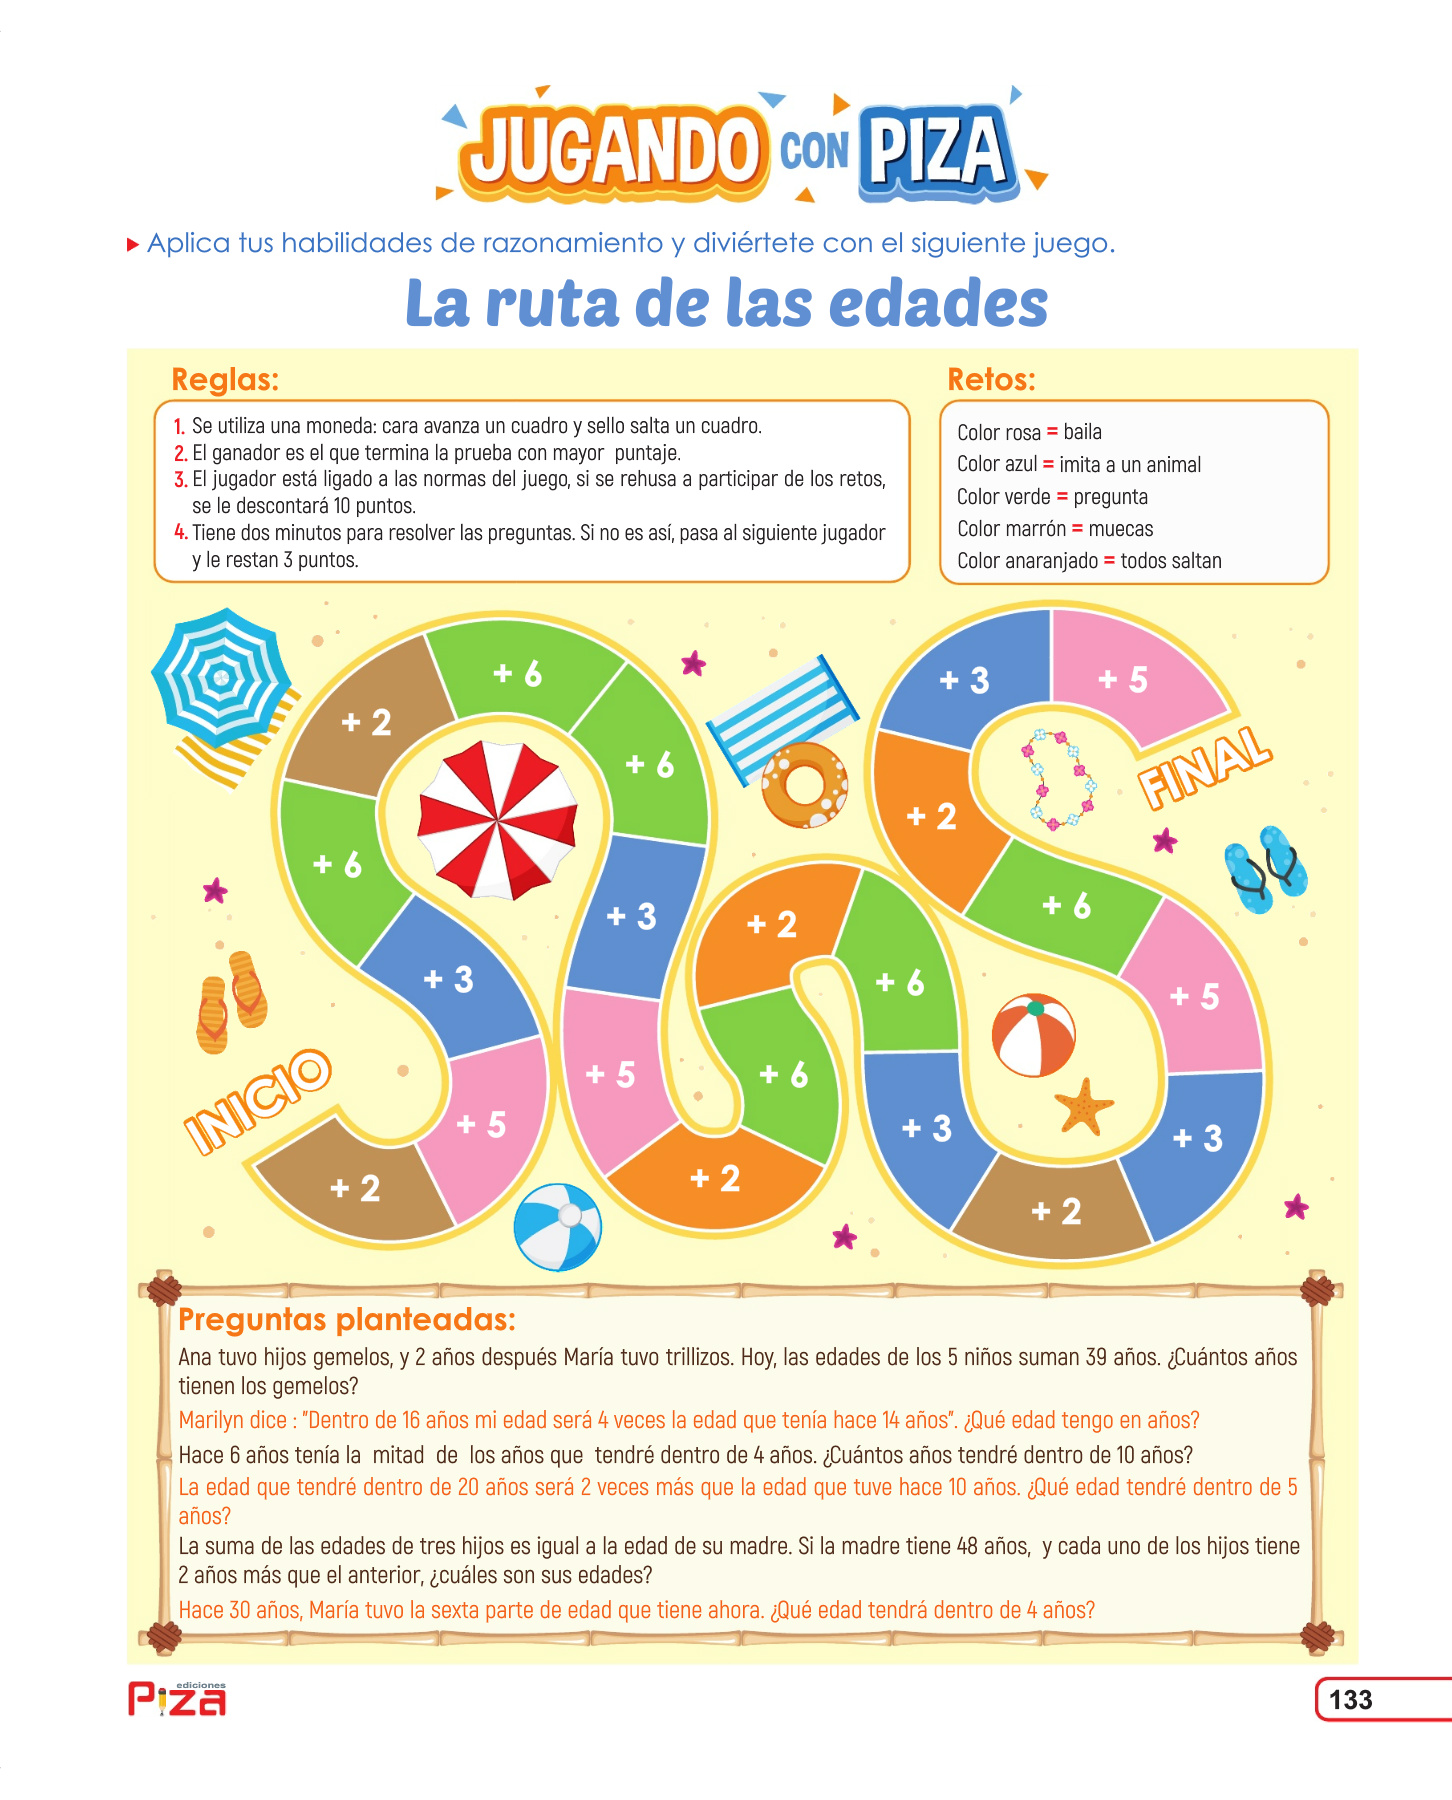 JUGANDO CON PIZA
Aplica tus habilidades de razonamiento y diviértete con el siguiente juego.
La ruta de las edades
Reglas:
1. Se utiliza una moneda: cara avanza un cuadro y sello salta un cuadro.
2. El ganador es el que termina la prueba con mayor puntaje.
3. El jugador está ligado a las normas del juego, si se rehusa a participar de los retos,
se le descontará 10 puntos.
4. Tiene dos minutos para resolver las preguntas. Si no es así, pasa al siguiente jugador
y le restan 3 puntos.
Retos:
Color rosa = baila
Color azul = imita a un animal
Color verde = pregunta
Color marrón = muecas
Color anaranjado = todos saltan
INICIO
+ 2
+ 5
+ 3
+ 6
+ 2
+ 6
+ 6
+ 3
+ 5
+ 2
+ 6
+ 2
+ 6
+ 3
+ 2
+ 3
+ 5
+ 6
+ 2
+ 3
+ 5
FINAL
Preguntas planteadas:
Ana tuvo hijos gemelos, y 2 años después María tuvo trillizos. Hoy, las edades de los 5 niños suman 39 años. ¿Cuántos años
tienen los gemelos?
Marilyn dice : "Dentro de 16 años mi edad será 4 veces la edad que tenía hace 14 años". ¿Qué edad tengo en años?
Hace 6 años tenía la mitad de los años que tendré dentro de 4 años. ¿Cuántos años tendré dentro de 10 años?
La edad que tendré dentro de 20 años será 2 veces más que la edad que tuve hace 10 años. ¿Qué edad tendré dentro de 5
años?
La suma de las edades de tres hijos es igual a la edad de su madre. Si la madre tiene 48 años, y cada uno de los hijos tiene
2 años más que el anterior, ¿cuáles son sus edades?
Hace 30 años, María tuvo la sexta parte de edad que tiene ahora. ¿Qué edad tendrá dentro de 4 años?
ediciones
Piza
133